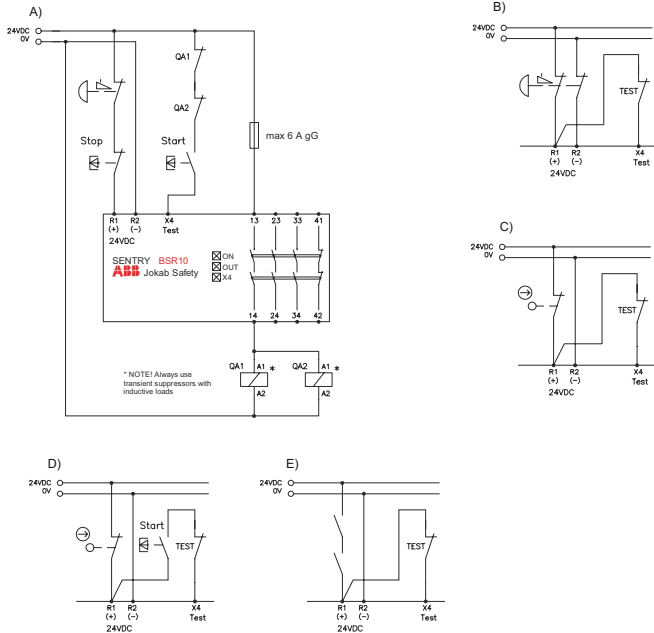 A)
24VDC
0V
QA1
QA2
Stop
Start
max 6 A gG
R1 R2 X4 13 23 33 41
(+) (−) Test
24VDC
SENTRY BSR10
ABB Jokab Safety
ON
OUT
X4
14 24 34 42
QA1 A1 * QA2 A1 *
A2 A2
* NOTE! Always use
transient suppressors with
inductive loads
B)
24VDC
0V
TEST
R1 R2 X4
(+) (−) Test
24VDC
C)
24VDC
0V
TEST
R1 R2 X4
(+) (−) Test
24VDC
D)
24VDC
0V
Start
TEST
R1 R2 X4
(+) (−) Test
24VDC
E)
24VDC
0V
TEST
R1 R2 X4
(+) (−) Test
24VDC